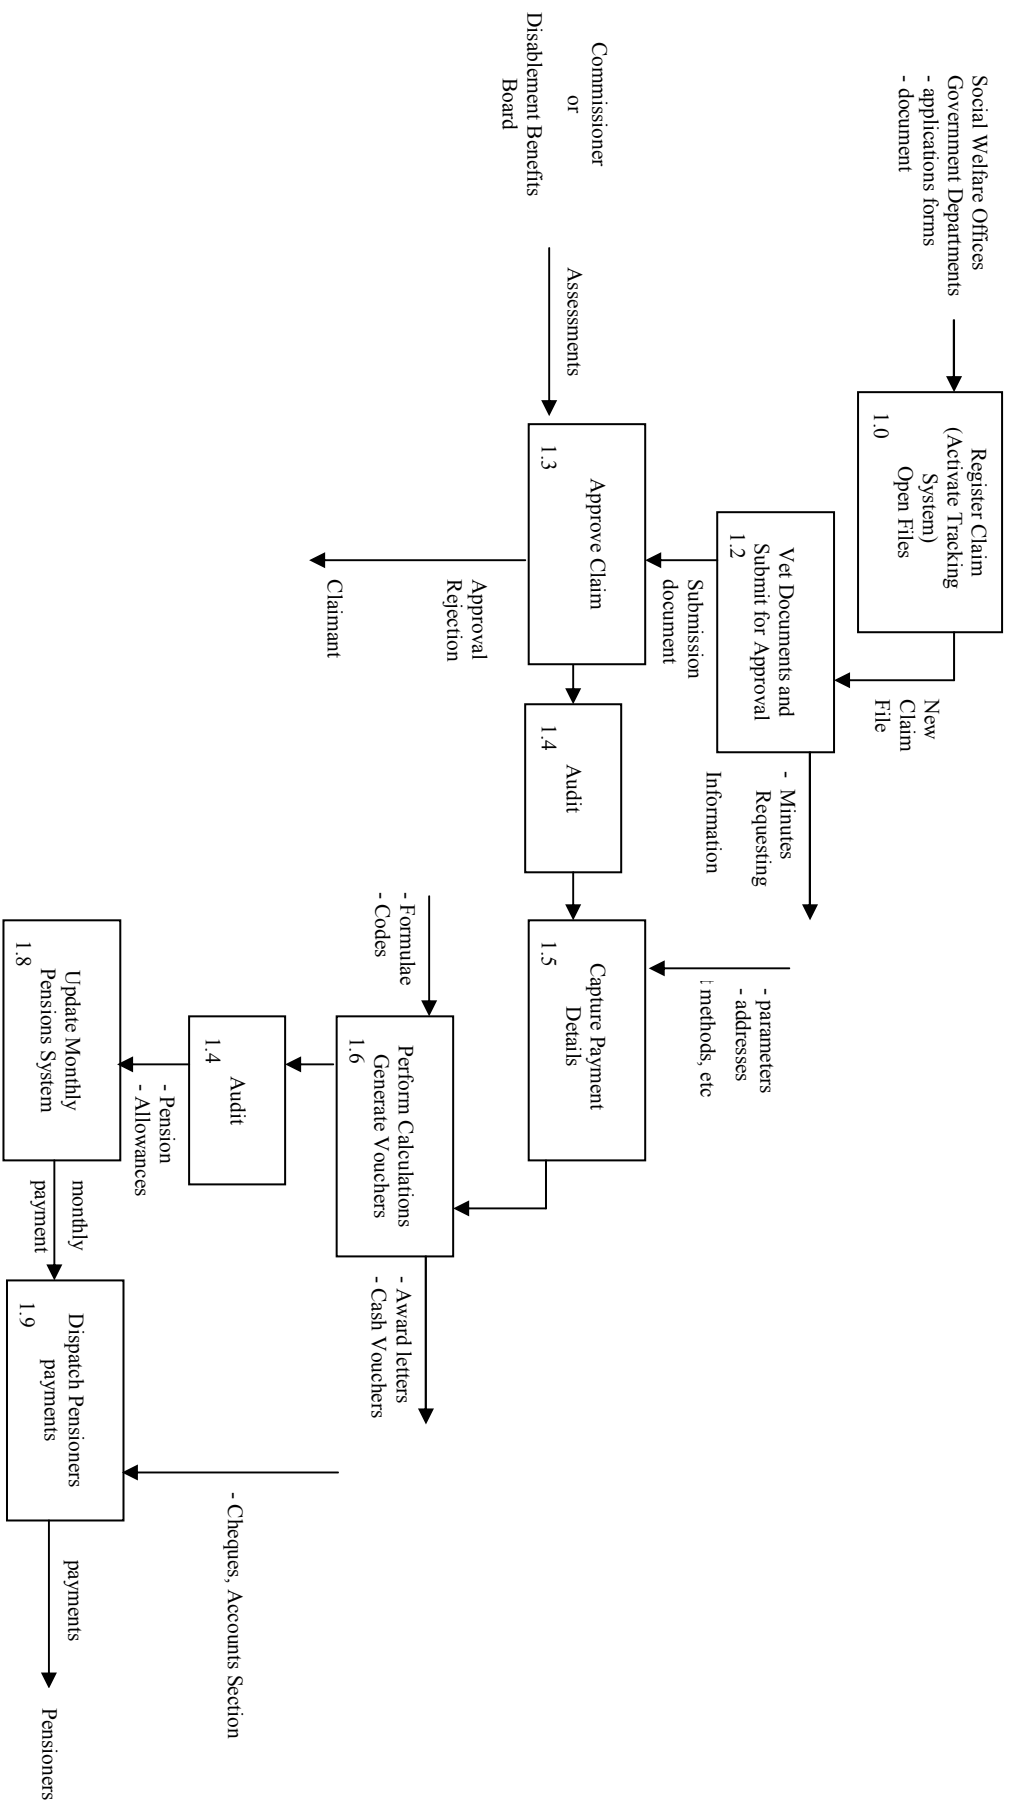 Social Welfare Offices
Government Departments
- applications forms
- document
Register Claim
(Activate Tracking
System)
Open Files
1.0
New
Claim
File
Vet Documents and
Submit for Approval
1.2
- Minutes
Requesting
Information
Submission
document
Commissioner
or
Disablement Benefits
Board
Assessments
Approve Claim
1.3
Approval
Rejection
Claimant
Audit
1.4
- parameters
- addresses
methods, etc
Capture Payment
Details
1.5
- Formulae
- Codes
Perform Calculations
Generate Vouchers
1.6
- Award letters
- Cash Vouchers
Audit
1.4
- Pension
- Allowances
Update Monthly
Pensions System
1.8
monthly
payment
- Cheques, Accounts Section
Dispatch Pensioners
payments
1.9
payments
Pensioners